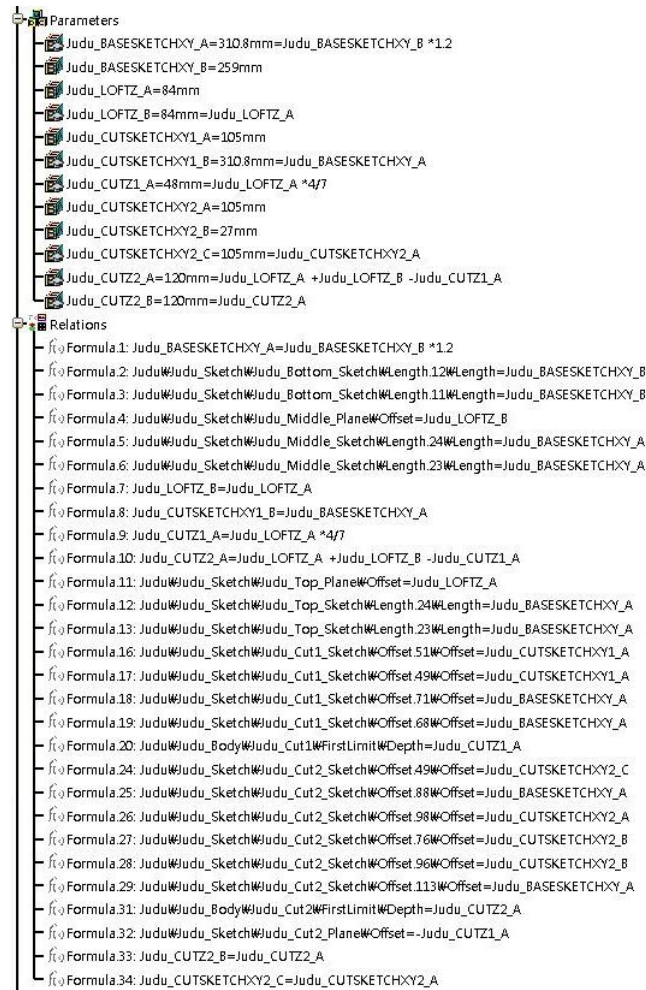 Parameters
Judu_BASESKETCHXY_A=310.8mm=Judu_BASESKETCHXY_B *1.2
Judu_BASESKETCHXY_B=259mm
Judu_LOFTZ_A=84mm
Judu_LOFTZ_B=84mm=Judu_LOFTZ_A
Judu_CUTSKETCHXY1_A=105mm
Judu_CUTSKETCHXY1_B=310.8mm=Judu_BASESKETCHXY_A
Judu_CUTZ1_A=48mm=Judu_LOFTZ_A *4/7
Judu_CUTSKETCHXY2_A=105mm
Judu_CUTSKETCHXY2_B=27mm
Judu_CUTSKETCHXY2_C=105mm=Judu_CUTSKETCHXY2_A
Judu_CUTZ2_A=120mm=Judu_LOFTZ_A +Judu_LOFTZ_B -Judu_CUTZ1_A
Judu_CUTZ2_B=120mm=Judu_CUTZ2_A
Relations
f(x) Formula.1: Judu_BASESKETCHXY_A=Judu_BASESKETCHXY_B *1.2
f(x) Formula.2: Judu₩Judu_Sketch₩Judu_Bottom_Sketch₩Length.12₩Length=Judu_BASESKETCHXY_B
f(x) Formula.3: Judu₩Judu_Sketch₩Judu_Bottom_Sketch₩Length.11₩Length=Judu_BASESKETCHXY_B
f(x) Formula.4: Judu₩Judu_Sketch₩Judu_Middle_Plane₩Offset=Judu_LOFTZ_B
f(x) Formula.5: Judu₩Judu_Sketch₩Judu_Middle_Sketch₩Length.24₩Length=Judu_BASESKETCHXY_A
f(x) Formula.6: Judu₩Judu_Sketch₩Judu_Middle_Sketch₩Length.23₩Length=Judu_BASESKETCHXY_A
f(x) Formula.7: Judu_LOFTZ_B=Judu_LOFTZ_A
f(x) Formula.8: Judu_CUTSKETCHXY1_B=Judu_BASESKETCHXY_A
f(x) Formula.9: Judu_CUTZ1_A=Judu_LOFTZ_A *4/7
f(x) Formula.10: Judu_CUTZ2_A=Judu_LOFTZ_A +Judu_LOFTZ_B -Judu_CUTZ1_A
f(x) Formula.11: Judu₩Judu_Sketch₩Judu_Top_Plane₩Offset=Judu_LOFTZ_A
f(x) Formula.12: Judu₩Judu_Sketch₩Judu_Top_Sketch₩Length.24₩Length=Judu_BASESKETCHXY_A
f(x) Formula.13: Judu₩Judu_Sketch₩Judu_Top_Sketch₩Length.23₩Length=Judu_BASESKETCHXY_A
f(x) Formula.16: Judu₩Judu_Sketch₩Judu_Cut1_Sketch₩Offset.51₩Offset=Judu_CUTSKETCHXY1_A
f(x) Formula.17: Judu₩Judu_Sketch₩Judu_Cut1_Sketch₩Offset.49₩Offset=Judu_CUTSKETCHXY1_A
f(x) Formula.18: Judu₩Judu_Sketch₩Judu_Cut1_Sketch₩Offset.71₩Offset=Judu_BASESKETCHXY_A
f(x) Formula.19: Judu₩Judu_Sketch₩Judu_Cut1_Sketch₩Offset.68₩Offset=Judu_BASESKETCHXY_A
f(x) Formula.20: Judu₩Judu_Body₩Judu_Cut1₩FirstLimit₩Depth=Judu_CUTZ1_A
f(x) Formula.24: Judu₩Judu_Sketch₩Judu_Cut2_Sketch₩Offset.49₩Offset=Judu_CUTSKETCHXY2_C
f(x) Formula.25: Judu₩Judu_Sketch₩Judu_Cut2_Sketch₩Offset.88₩Offset=Judu_BASESKETCHXY_A
f(x) Formula.26: Judu₩Judu_Sketch₩Judu_Cut2_Sketch₩Offset.98₩Offset=Judu_CUTSKETCHXY2_A
f(x) Formula.27: Judu₩Judu_Sketch₩Judu_Cut2_Sketch₩Offset.76₩Offset=Judu_CUTSKETCHXY2_B
f(x) Formula.28: Judu₩Judu_Sketch₩Judu_Cut2_Sketch₩Offset.96₩Offset=Judu_CUTSKETCHXY2_B
f(x) Formula.29: Judu₩Judu_Sketch₩Judu_Cut2_Sketch₩Offset.113₩Offset=Judu_BASESKETCHXY_A
f(x) Formula.31: Judu₩Judu_Body₩Judu_Cut2₩FirstLimit₩Depth=Judu_CUTZ2_A
f(x) Formula.32: Judu₩Judu_Sketch₩Judu_Cut2_Plane₩Offset=-Judu_CUTZ1_A
f(x) Formula.33: Judu_CUTZ2_B=Judu_CUTZ2_A
f(x) Formula.34: Judu_CUTSKETCHXY2_C=Judu_CUTSKETCHXY2_A